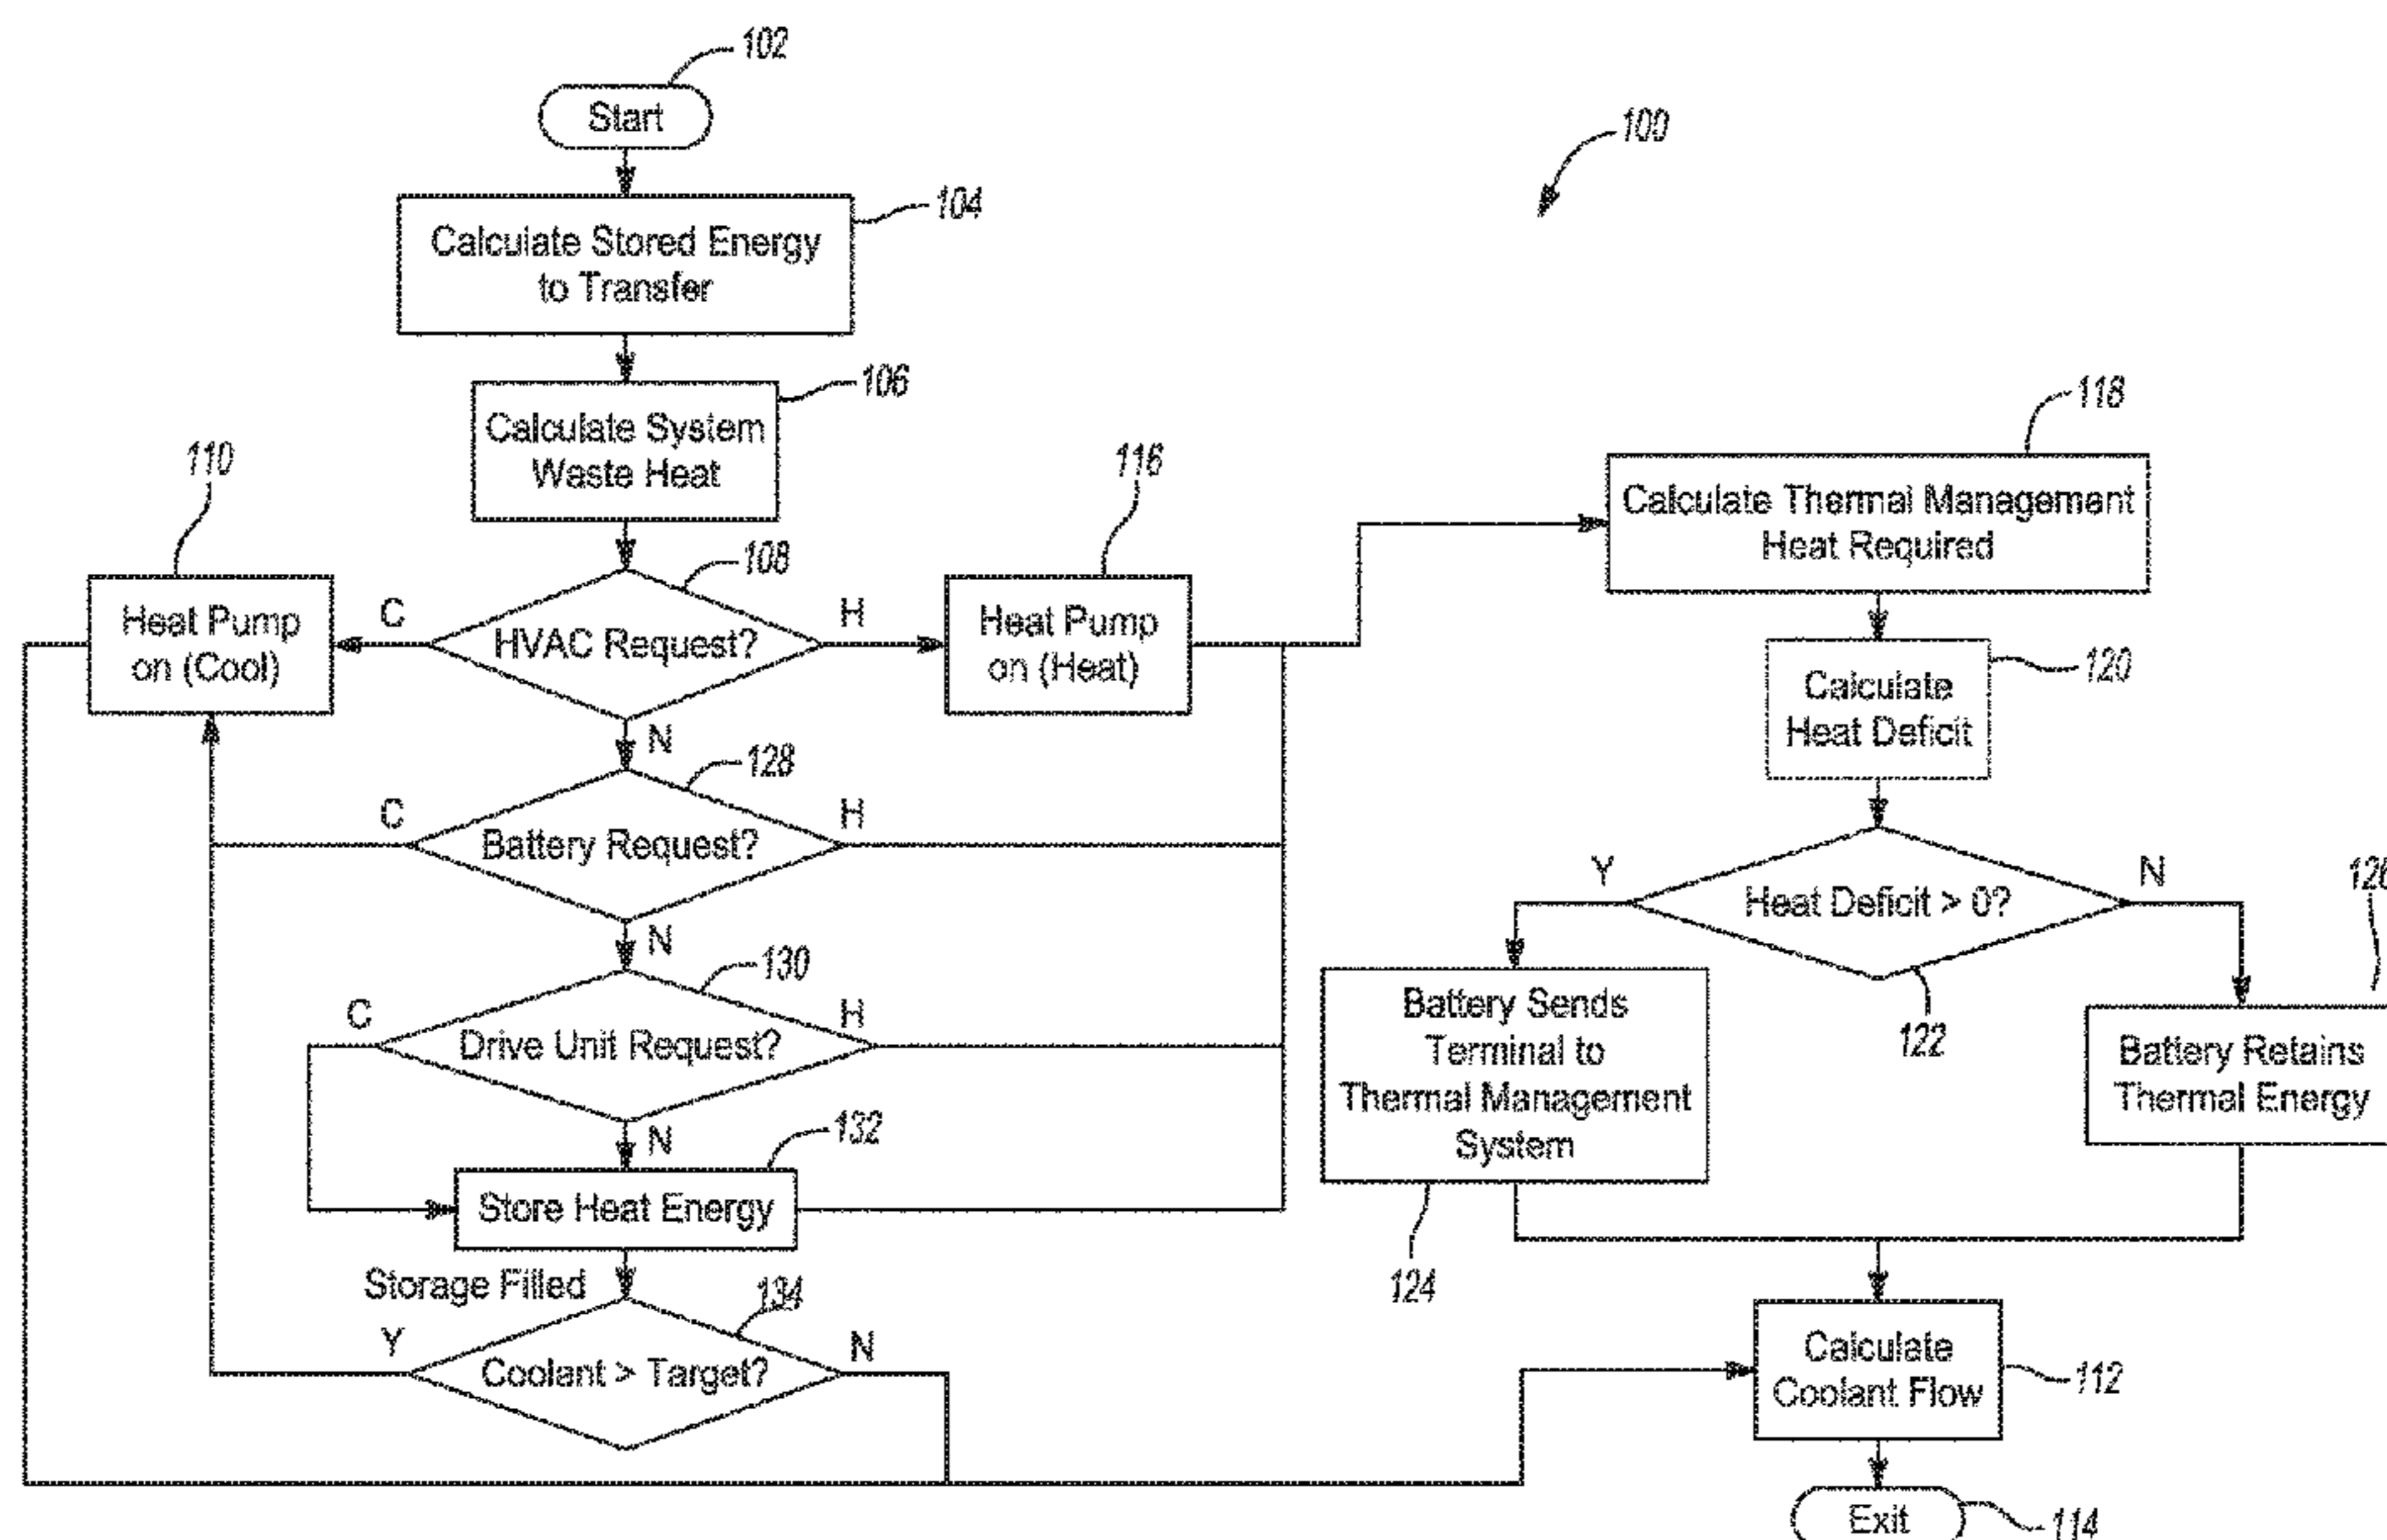 102
Start
100
104
Calculate Stored Energy
to Transfer
106
Calculate System
Waste Heat
118
Calculate Thermal Management
Heat Required
110
Heat Pump
on (Cool)
C
108
HVAC Request?
H
116
Heat Pump
on (Heat)
120
Calculate
Heat Deficit
N
128
C
Battery Request?
H
Y
Heat Deficit > 0?
N
122
126
N
130
C
Drive Unit Request?
H
Battery Sends
Terminal to
Thermal Management
System
124
Battery Retains
Thermal Energy
N
132
Store Heat Energy
Storage Filled
134
Y
Coolant > Target?
N
Calculate
Coolant Flow
112
Exit
114